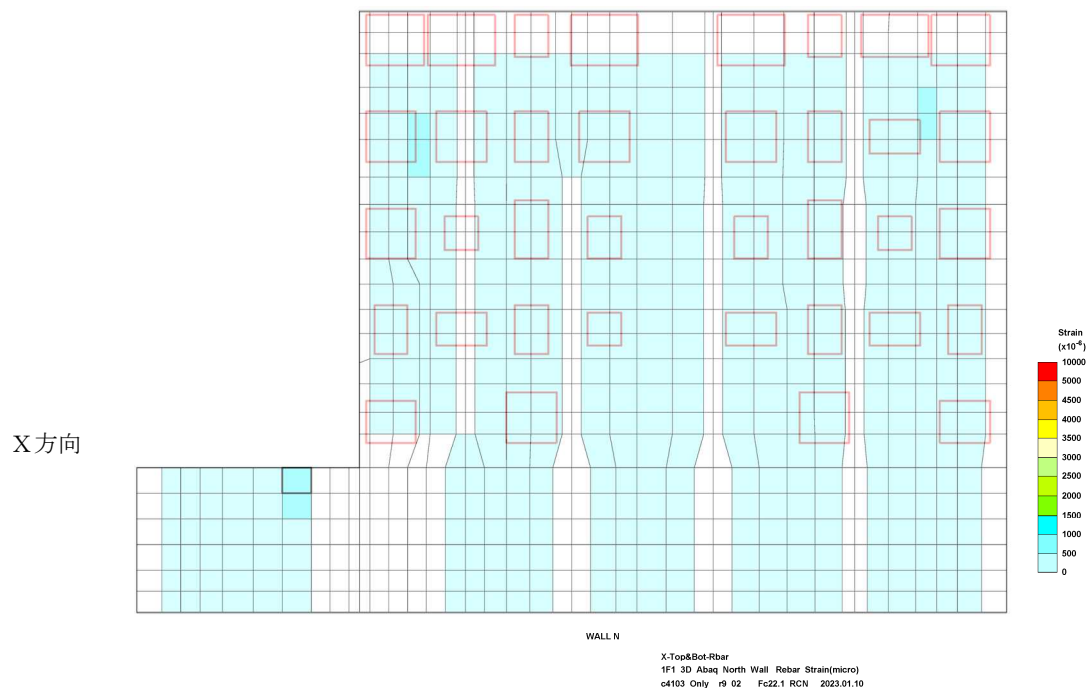 Strain
(x10⁻⁶)
10000
5000
4500
4000
3500
3000
2500
2000
1500
1000
500
0
X方向
WALL N
X-Top&Bot-Rbar
1F1 3D Abaq North Wall Rebar Strain(micro)
c4103 Only r9 02 Fc22.1 RCN 2023.01.10